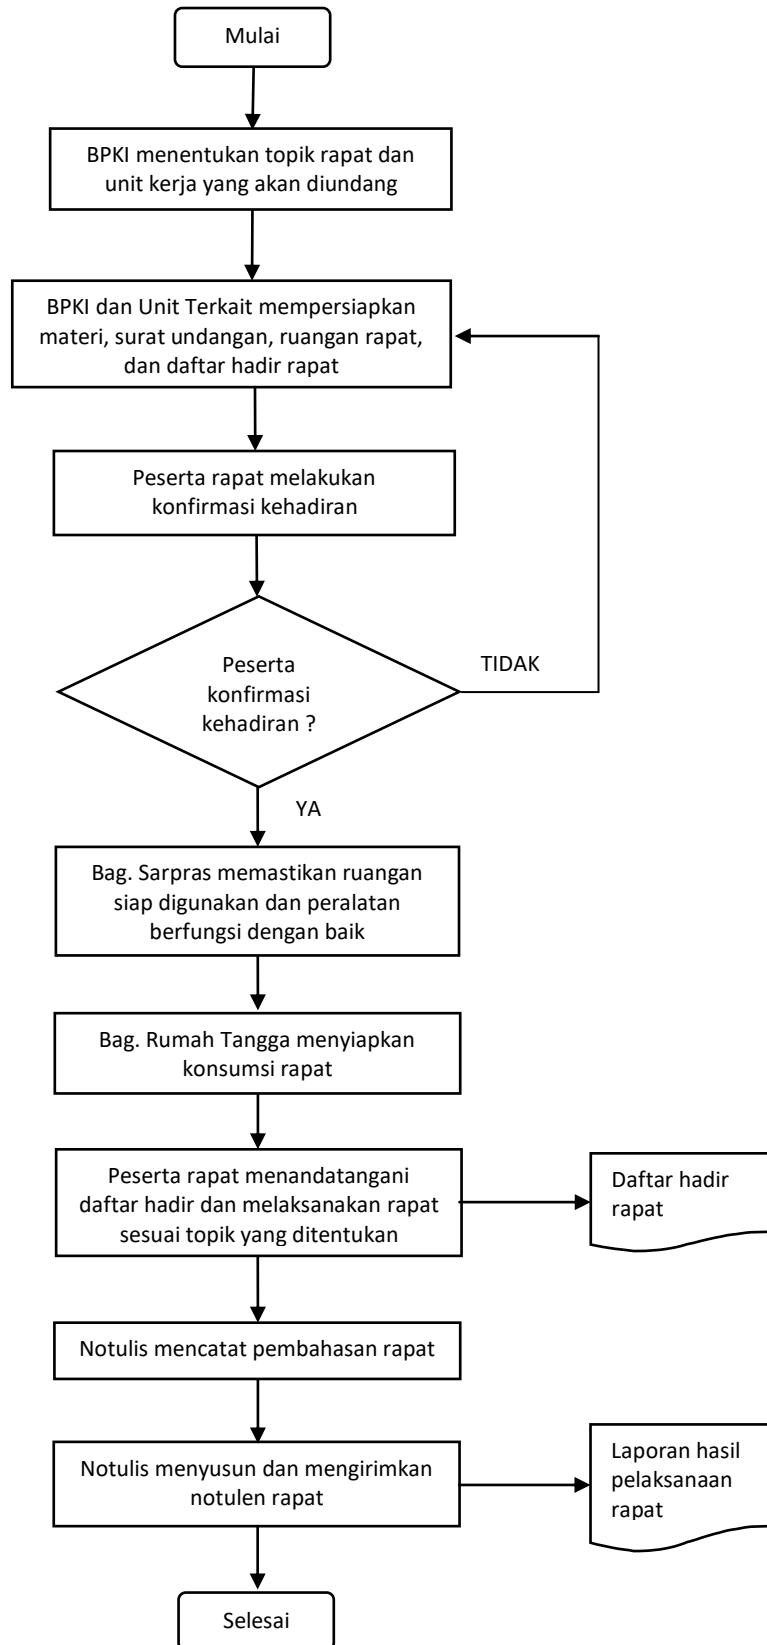 Mulai
BPKI menentukan topik rapat dan
unit kerja yang akan diundang
BPKI dan Unit Terkait mempersiapkan
materi, surat undangan, ruangan rapat,
dan daftar hadir rapat
Peserta rapat melakukan
konfirmasi kehadiran
Peserta
konfirmasi
kehadiran ?
TIDAK
YA
Bag. Sarpras memastikan ruangan
siap digunakan dan peralatan
berfungsi dengan baik
Bag. Rumah Tangga menyiapkan
konsumsi rapat
Peserta rapat menandatangani
daftar hadir dan melaksanakan rapat
sesuai topik yang ditentukan
Daftar hadir
rapat
Notulis mencatat pembahasan rapat
Notulis menyusun dan mengirimkan
notulen rapat
Laporan hasil
pelaksanaan
rapat
Selesai